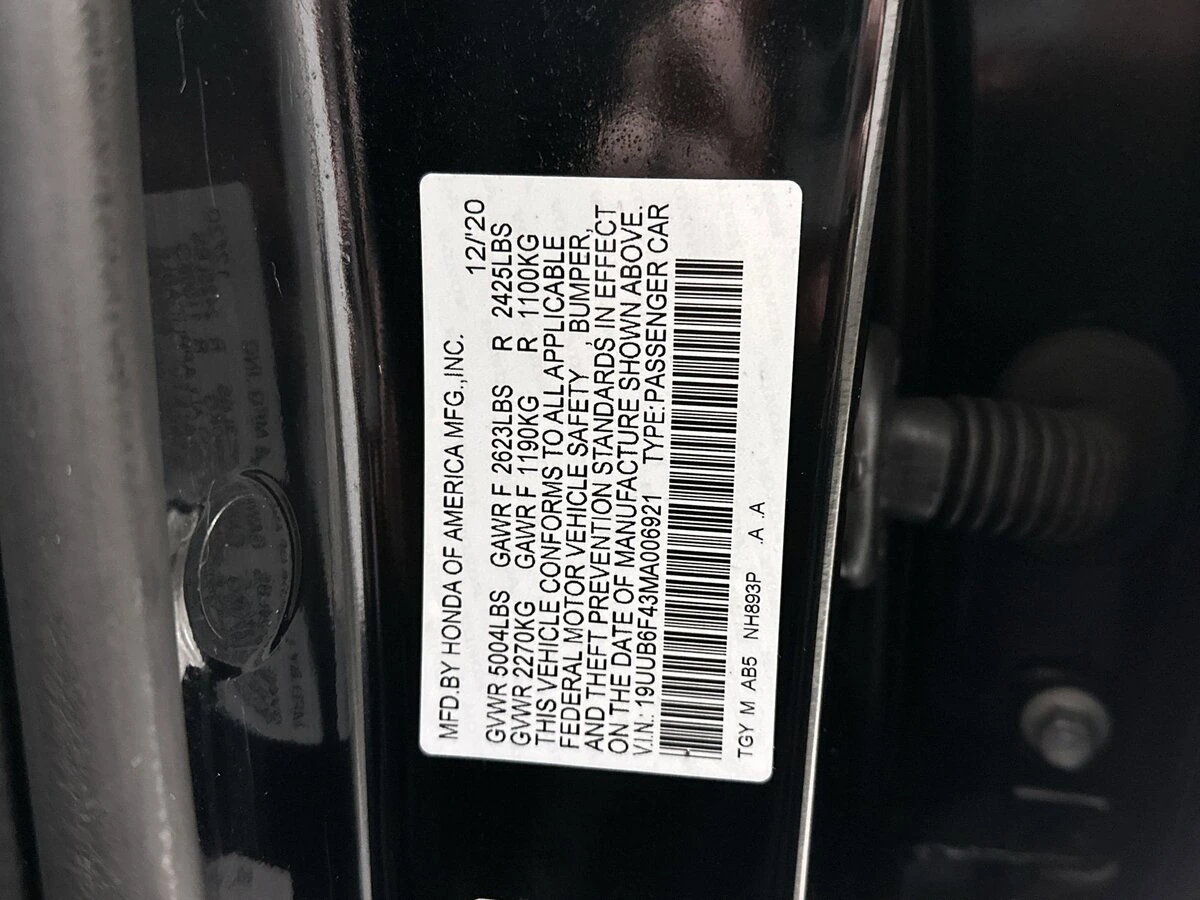 MFD.BY HONDA OF AMERICA MFG.,INC.
12/'20
GVWR 5004LBS GAWR F 2623LBS R 2425LBS
GVWR 2270KG GAWR F 1190KG R 1100KG
THIS VEHICLE CONFORMS TO ALL APPLICABLE
FEDERAL MOTOR VEHICLE SAFETY , BUMPER,
AND THEFT PREVENTION STANDARDS IN EFFECT
ON THE DATE OF MANUFACTURE SHOWN ABOVE.
V.I.N.: 19UUB6F43MA006921 TYPE:PASSENGER CAR
TGY M AB5 NH893P .A .A